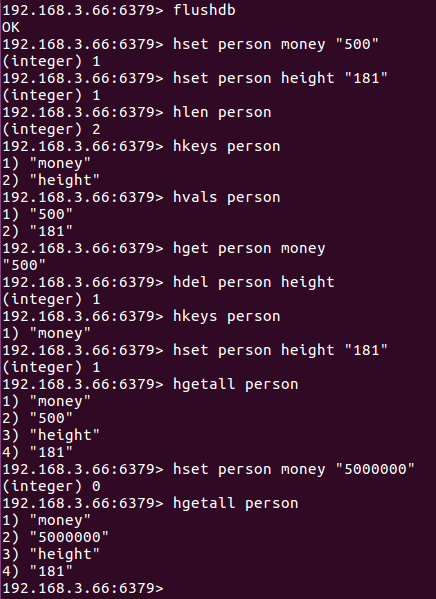 192.168.3.66:6379> flushdb
OK
192.168.3.66:6379> hset person money "500"
(integer) 1
192.168.3.66:6379> hset person height "181"
(integer) 1
192.168.3.66:6379> hlen person
(integer) 2
192.168.3.66:6379> hkeys person
1) "money"
2) "height"
192.168.3.66:6379> hvals person
1) "500"
2) "181"
192.168.3.66:6379> hget person money
"500"
192.168.3.66:6379> hdel person height
(integer) 1
192.168.3.66:6379> hkeys person
1) "money"
192.168.3.66:6379> hset person height "181"
(integer) 1
192.168.3.66:6379> hgetall person
1) "money"
2) "500"
3) "height"
4) "181"
192.168.3.66:6379> hset person money "5000000"
(integer) 0
192.168.3.66:6379> hgetall person
1) "money"
2) "5000000"
3) "height"
4) "181"
192.168.3.66:6379>